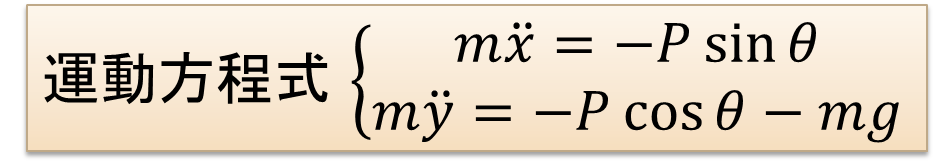 運動方程式 { mẍ = −P sin θ
mÿ = −P cos θ − mg